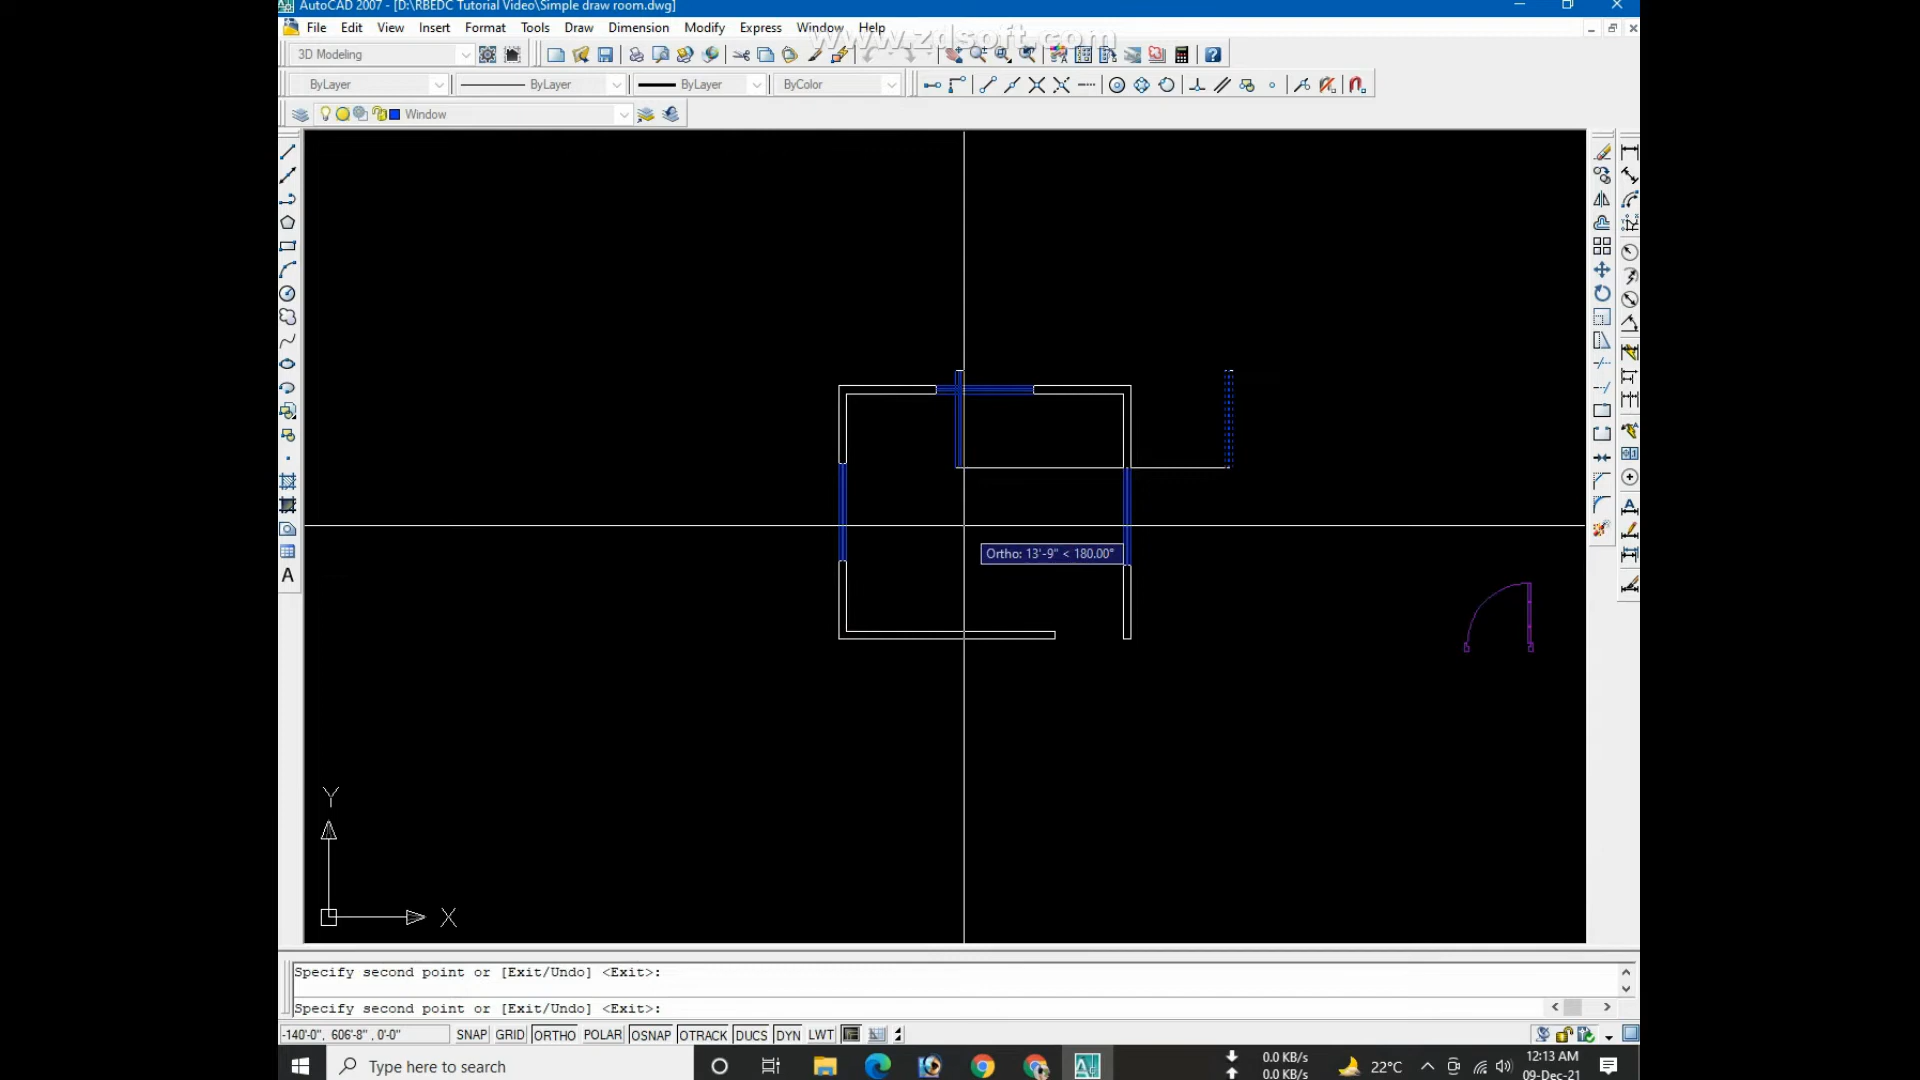 AutoCAD 2007 - [D:\RBEDC Tutorial Video\Simple draw room.dwg]
File Edit View Insert Format Tools Draw Dimension Modify Express Window Help
www.zdsoft.com
3D Modeling
ByLayer ByLayer ByLayer ByColor
Window
A
A
Ortho: 13'-9" < 180.00°
Y
X
Specify second point or [Exit/Undo] <Exit>:
Specify second point or [Exit/Undo] <Exit>:
-140'-0", 606'-8" , 0'-0" SNAP GRID ORTHO POLAR OSNAP OTRACK DUCS DYN LWT
Type here to search
0.0 KB/s
0.0 KB/s
22°C
12:13 AM
09-Dec-21